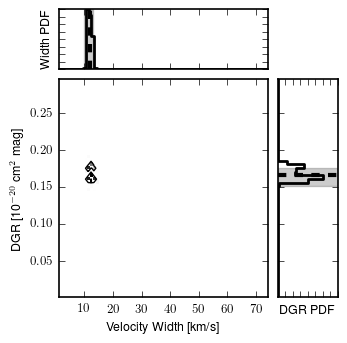 Width PDF
0.25
0.20
0.15
0.10
0.05
DGR [10⁻²⁰ cm² mag]
10 20 30 40 50 60 70
Velocity Width [km/s]
DGR PDF